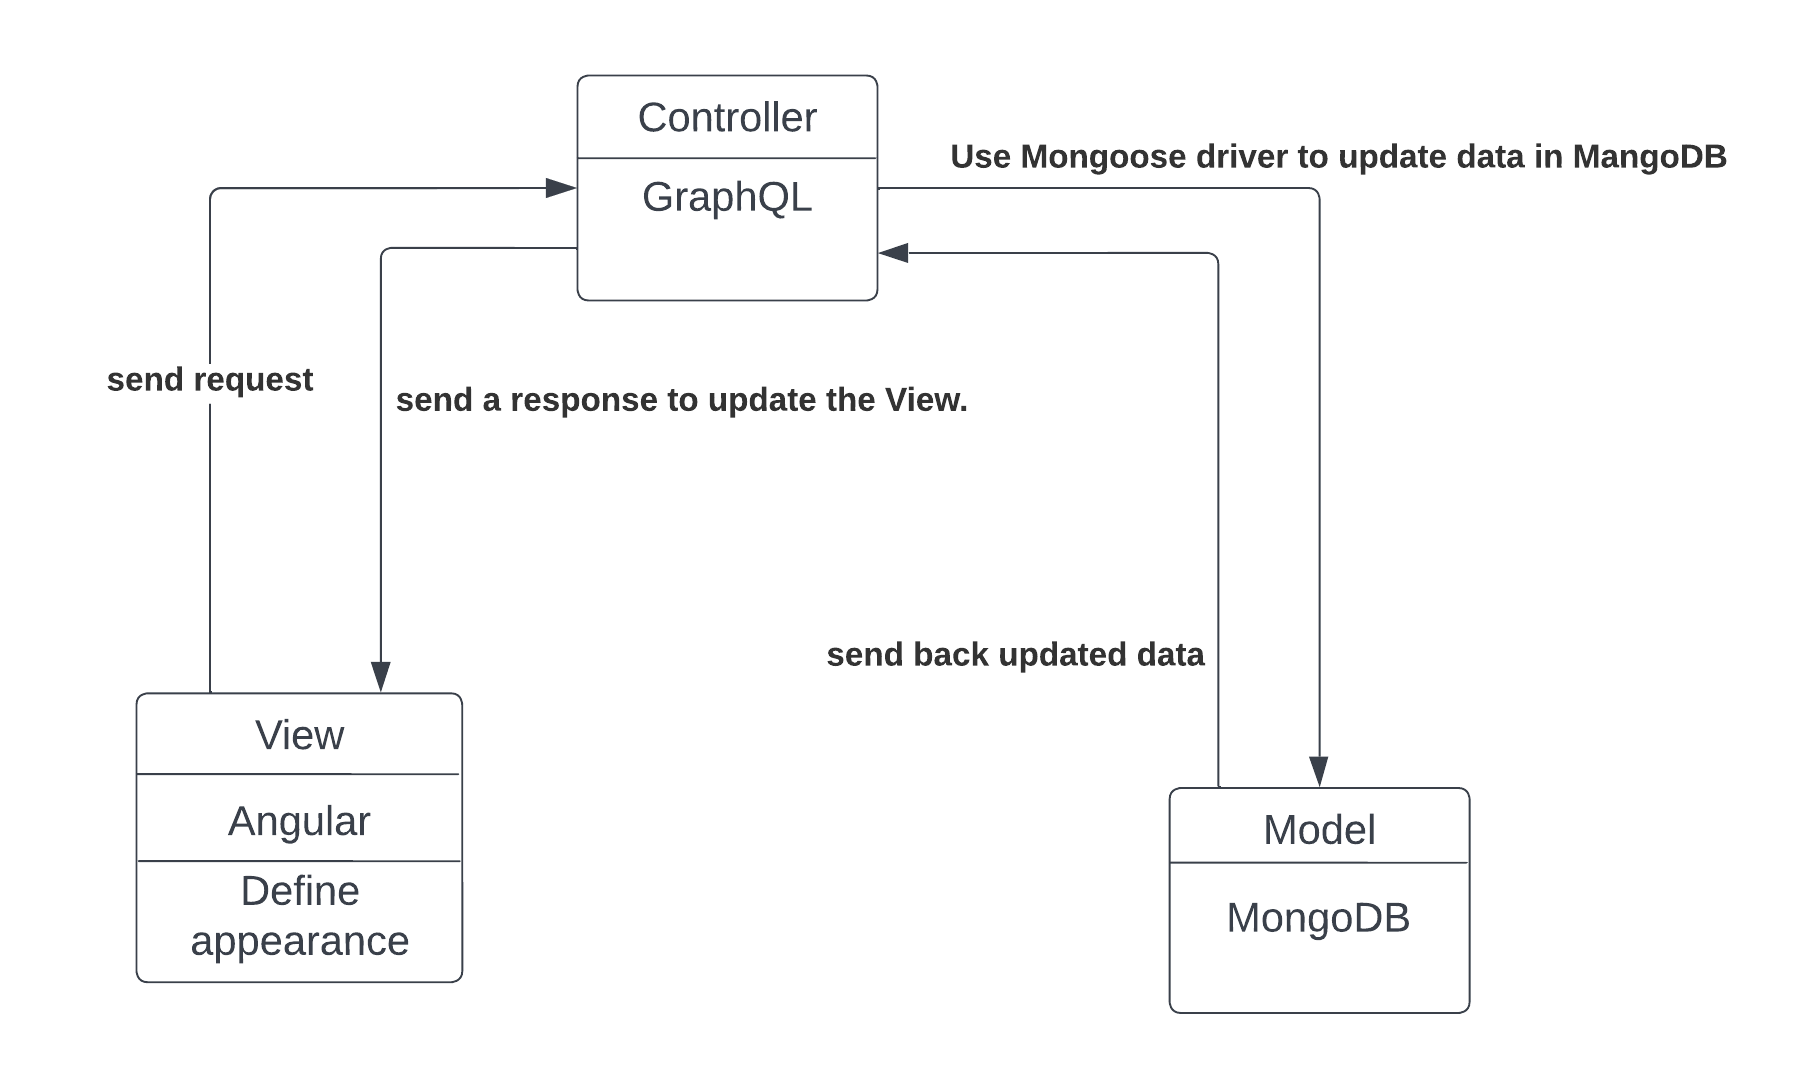 Controller
GraphQL
Use Mongoose driver to update data in MangoDB
send request
send a response to update the View.
send back updated data
View
Angular
Define
appearance
Model
MongoDB